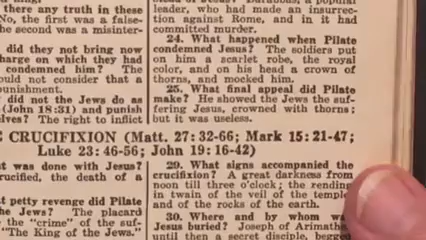 there any truth in these
No, the first was a false-
he second was a misinter-
did they not bring now
harge on which they had
condemned him? The
ould not consider that a
unishment.
did not the Jews do as
(John 18:31) and punish
elves? The right to inflict
leader, who had made an insurrec-
tion against Rome, and in it had
committed murder.
24. What happened when Pilate
condemned Jesus? The soldiers put
on him a scarlet robe, the royal
color, and on his head a crown of
thorns, and mocked him.
25. What final appeal did Pilate
make? He showed the Jews the suf-
fering Jesus, crowned with thorns;
but it was useless.
E CRUCIFIXION (Matt. 27:32-66; Mark 15:21-47;
Luke 23:46-56; John 19:16-42)
t was done with Jesus?
rucified, the death of a
t petty revenge did Pilate
the Jews? The placard
the "crime" of the suf-
"The King of the Jews."
29. What signs accompanied the
crucifixion? A great darkness from
noon till three o'clock; the rending
in twain of the veil of the temple
and of the rocks of the earth.
30. Where and by whom was
Jesus buried? Joseph of Arimath
until then a secret disciple, begged